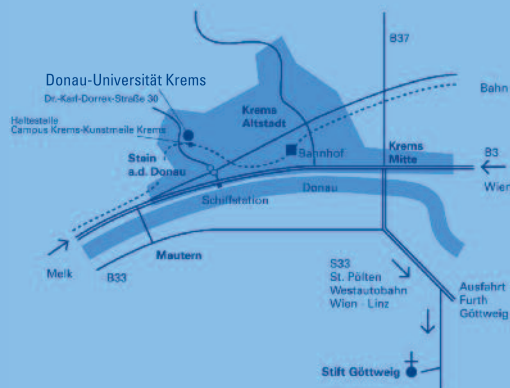 B37
Donau-Universität Krems
Bahn
Dr.-Karl-Dorrek-Straße 30
Krems
Altstadt
Haltestelle
Campus Krems-Kunstmeile Krems
Krems
Mitte
B3
Bahnhof
Stein
a.d. Donau
Wien
Donau
Schiffstation
Mautern
Melk
B33
S33
St. Pölten
Westautobahn
Wien - Linz
Ausfahrt
Furth
Göttweig
Stift Göttweig